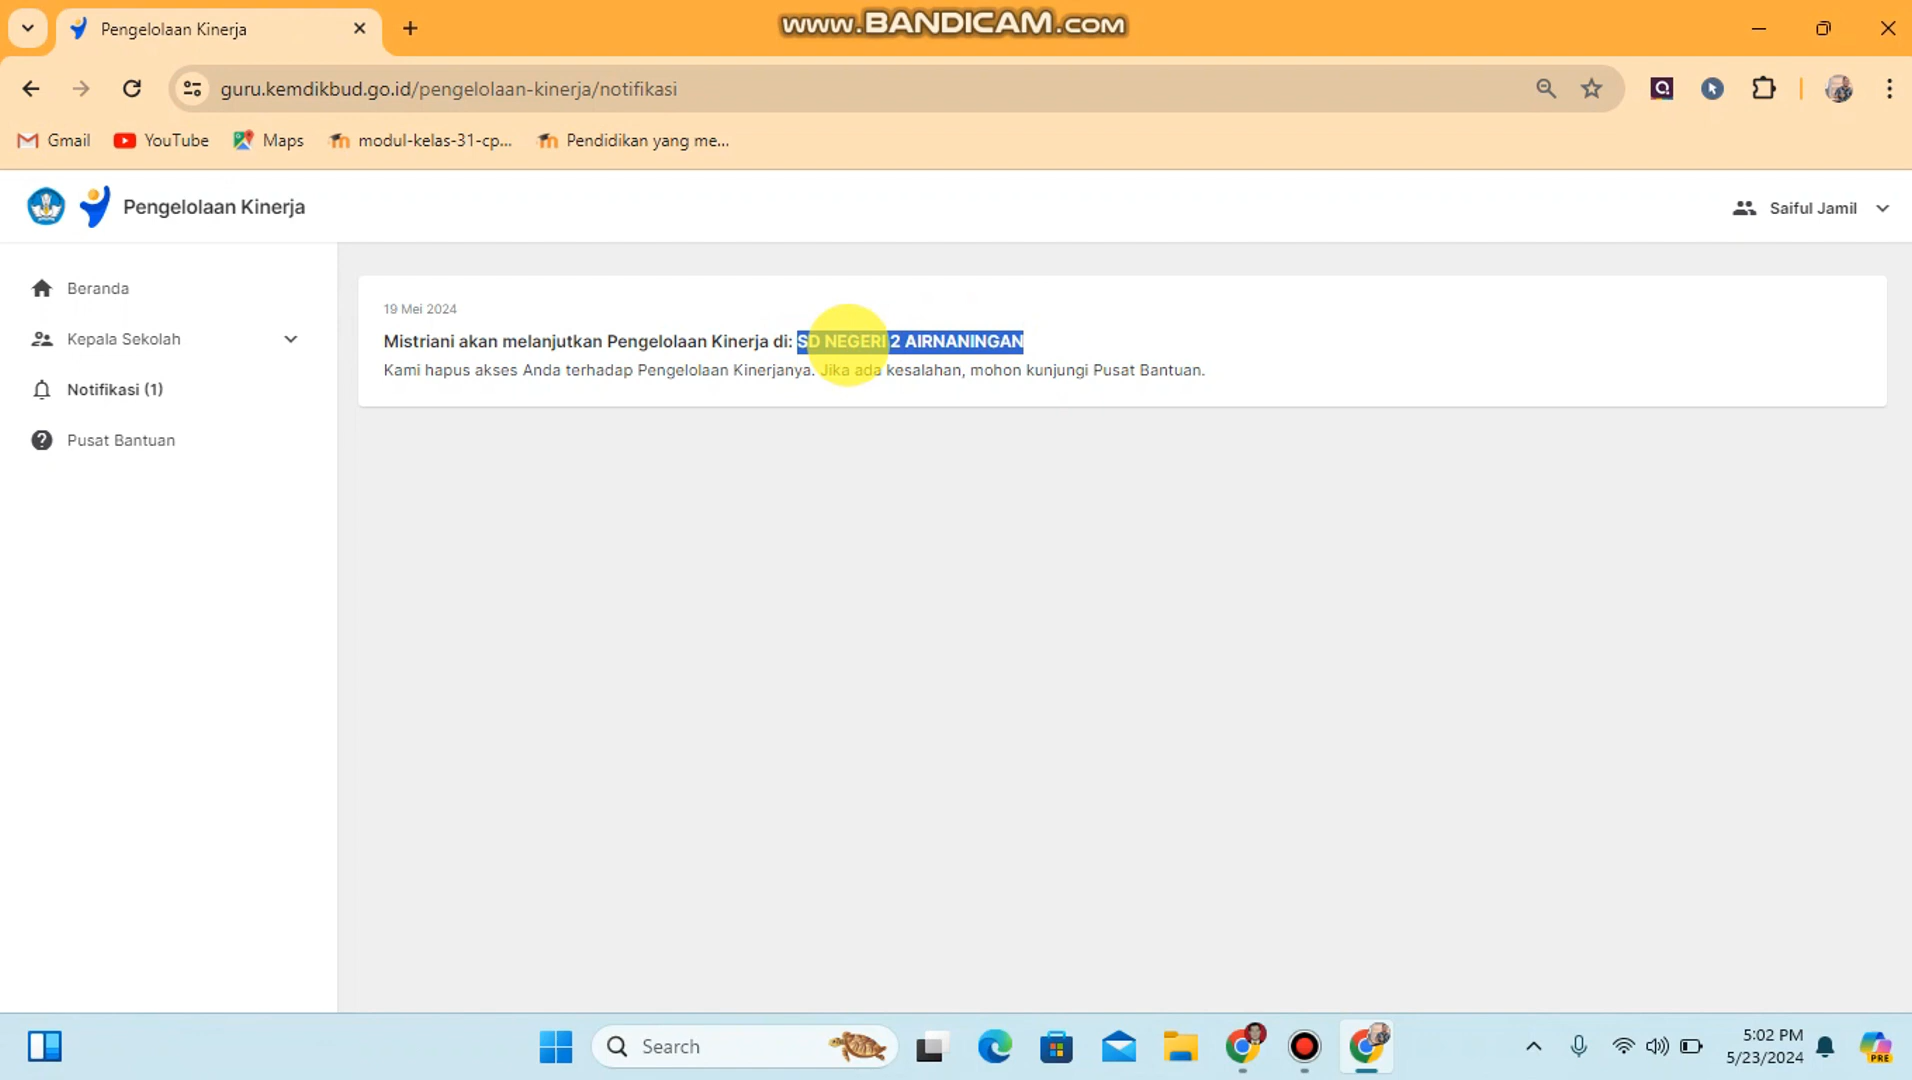 Pengelolaan Kinerja
www.BANDICAM.com
guru.kemdikbud.go.id/pengelolaan-kinerja/notifikasi
Gmail
YouTube
Maps
modul-kelas-31-cp...
Pendidikan yang me...
Pengelolaan Kinerja
Saiful Jamil
Beranda
Kepala Sekolah
Notifikasi (1)
Pusat Bantuan
19 Mei 2024
Mistriani akan melanjutkan Pengelolaan Kinerja di: SD NEGERI 2 AIRNANINGAN
Kami hapus akses Anda terhadap Pengelolaan Kinerjanya. Jika ada kesalahan, mohon kunjungi Pusat Bantuan.
Search
5:02 PM
5/23/2024
PRE